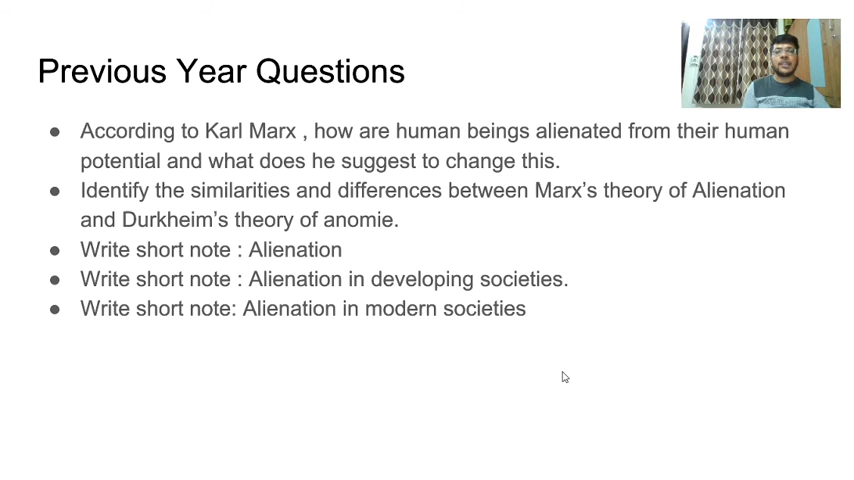 Previous Year Questions
● According to Karl Marx , how are human beings alienated from their human
potential and what does he suggest to change this.
● Identify the similarities and differences between Marx's theory of Alienation
and Durkheim's theory of anomie.
● Write short note : Alienation
● Write short note : Alienation in developing societies.
● Write short note: Alienation in modern societies